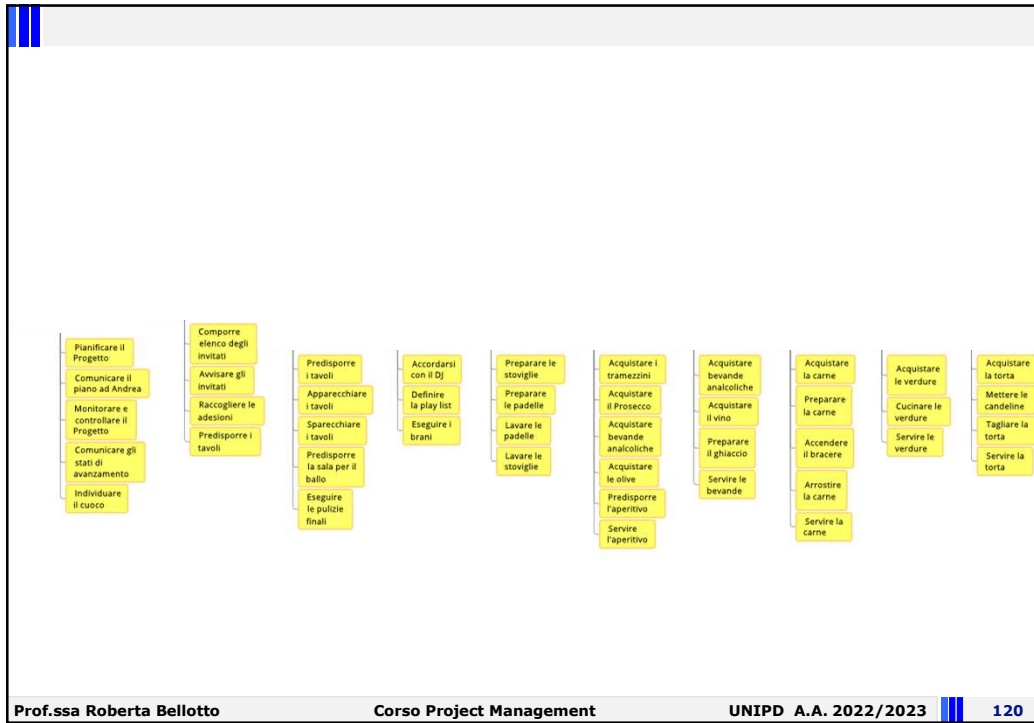 Pianificare il
Progetto
Comunicare il
piano ad Andrea
Monitorare e
controllare il
Progetto
Comunicare gli
stati di
avanzamento
Individuare
il cuoco
Comporre
elenco degli
invitati
Avvisare gli
invitati
Raccogliere le
adesioni
Predisporre i
tavoli
Predisporre
i tavoli
Apparecchiare
i tavoli
Sparecchiare
i tavoli
Predisporre
la sala per il
ballo
Eseguire
le pulizie
finali
Accordarsi
con il DJ
Definire
la play list
Eseguire i
brani
Preparare le
stoviglie
Preparare
le padelle
Lavare le
padelle
Lavare le
stoviglie
Acquistare i
tramezzini
Acquistare
il Prosecco
Acquistare
bevande
analcoliche
Acquistare
le olive
Predisporre
l'aperitivo
Servire
l'aperitivo
Acquistare
bevande
analcoliche
Acquistare
il vino
Preparare
il ghiaccio
Servire le
bevande
Acquistare
la carne
Preparare
la carne
Accendere
il bracere
Arrostire
la carne
Servire la
carne
Acquistare
le verdure
Cucinare le
verdure
Servire le
verdure
Acquistare
la torta
Mettere le
candeline
Tagliare la
torta
Servire la
torta
Prof.ssa Roberta Bellotto Corso Project Management UNIPD A.A. 2022/2023 120